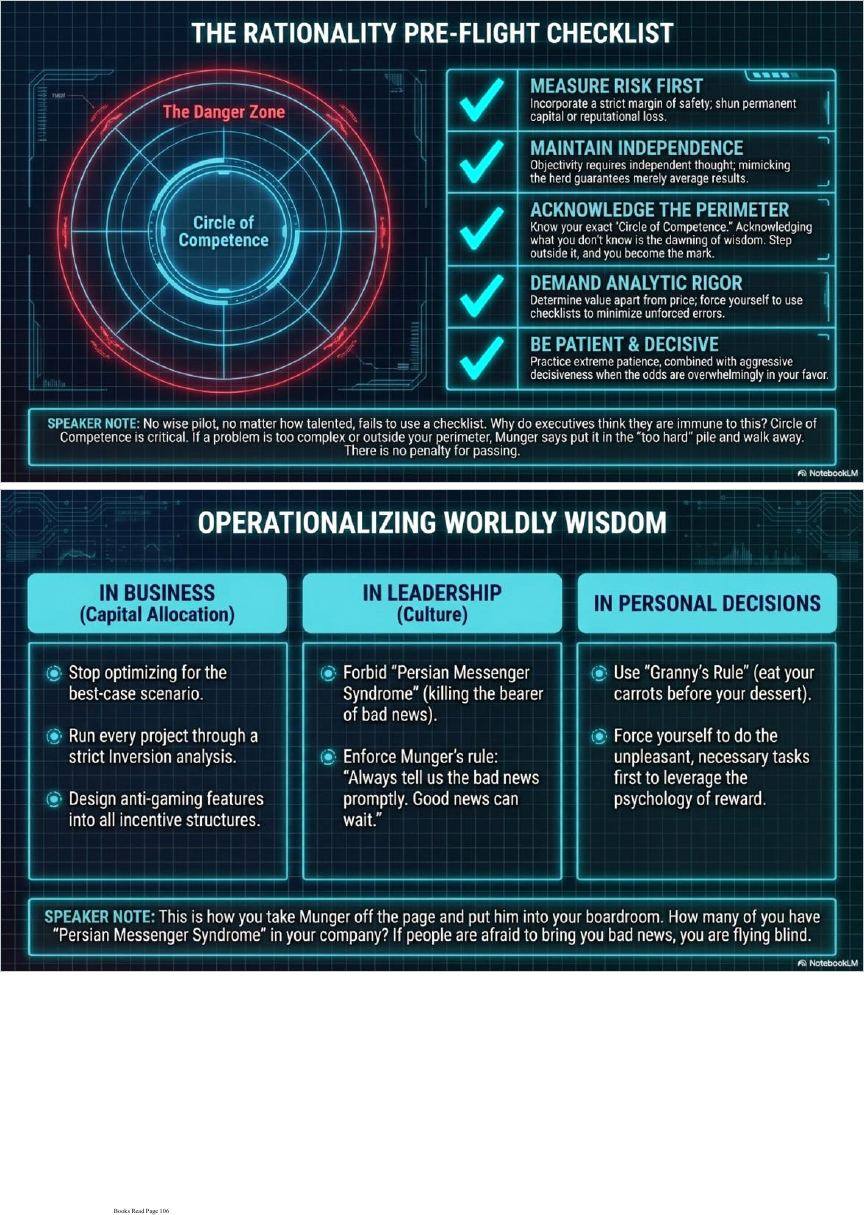 THE RATIONALITY PRE-FLIGHT CHECKLIST
The Danger Zone
Circle of
Competence
MEASURE RISK FIRST
Incorporate a strict margin of safety; shun permanent
capital or reputational loss.
MAINTAIN INDEPENDENCE
Objectivity requires independent thought; mimicking
the herd guarantees merely average results.
ACKNOWLEDGE THE PERIMETER
Know your exact 'Circle of Competence." Acknowledging
what you don't know is the dawning of wisdom. Step
outside it, and you become the mark.
DEMAND ANALYTIC RIGOR
Determine value apart from price; force yourself to use
checklists to minimize unforced errors.
BE PATIENT & DECISIVE
Practice extreme patience, combined with aggressive
decisiveness when the odds are overwhelmingly in your favor.
SPEAKER NOTE: No wise pilot, no matter how talented, fails to use a checklist. Why do executives think they are immune to this? Circle of
Competence is critical. If a problem is too complex or outside your perimeter, Munger says put it in the "too hard" pile and walk away.
There is no penalty for passing.
NotebookLM
OPERATIONALIZING WORLDLY WISDOM
IN BUSINESS
(Capital Allocation)
Stop optimizing for the
best-case scenario.
Run every project through a
strict Inversion analysis.
Design anti-gaming features
into all incentive structures.
IN LEADERSHIP
(Culture)
Forbid "Persian Messenger
Syndrome" (killing the bearer
of bad news).
Enforce Munger's rule:
"Always tell us the bad news
promptly. Good news can
wait."
IN PERSONAL DECISIONS
Use "Granny's Rule" (eat your
carrots before your dessert).
Force yourself to do the
unpleasant, necessary tasks
first to leverage the
psychology of reward.
SPEAKER NOTE: This is how you take Munger off the page and put him into your boardroom. How many of you have
"Persian Messenger Syndrome" in your company? If people are afraid to bring you bad news, you are flying blind.
NotebookLM
Books Read Page 106